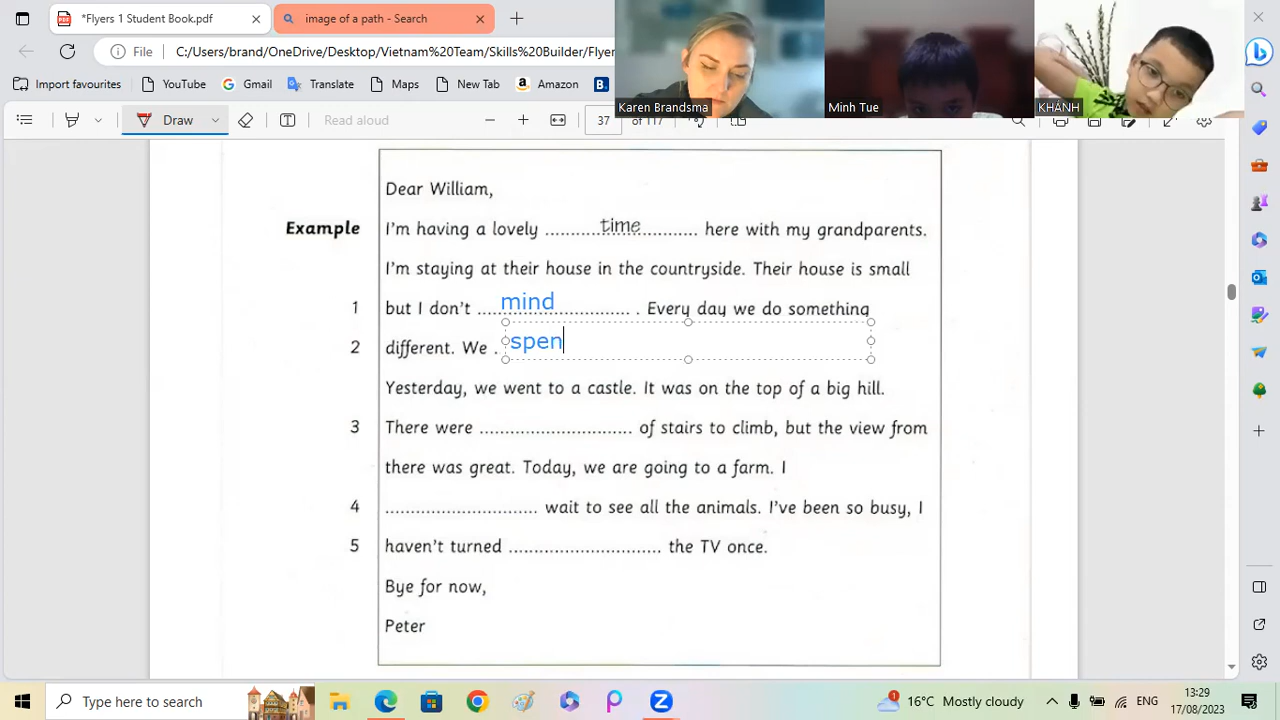 *Flyers 1 Student Book.pdf
image of a path - Search
File
C:/Users/brand/OneDrive/Desktop/Vietnam%20Team/Skills%20Builder/Flyer
Import favourites
YouTube
Gmail
Translate
Maps
New Tab
Amazon
B.
Karen Brandsma
Minh Tue
KHÁNH
Draw
Read aloud
37
of 117
Dear William,
Example I'm having a lovely ..........time.......... here with my grandparents.
I'm staying at their house in the countryside. Their house is small
1 but I don't ....mind.................... . Every day we do something
2 different. We . spen
Yesterday, we went to a castle. It was on the top of a big hill.
3 There were .............................. of stairs to climb, but the view from
there was great. Today, we are going to a farm. I
4 .............................. wait to see all the animals. I've been so busy, I
5 haven't turned .............................. the TV once.
Bye for now,
Peter
Type here to search
1
16°C Mostly cloudy
ENG
13:29
17/08/2023
1